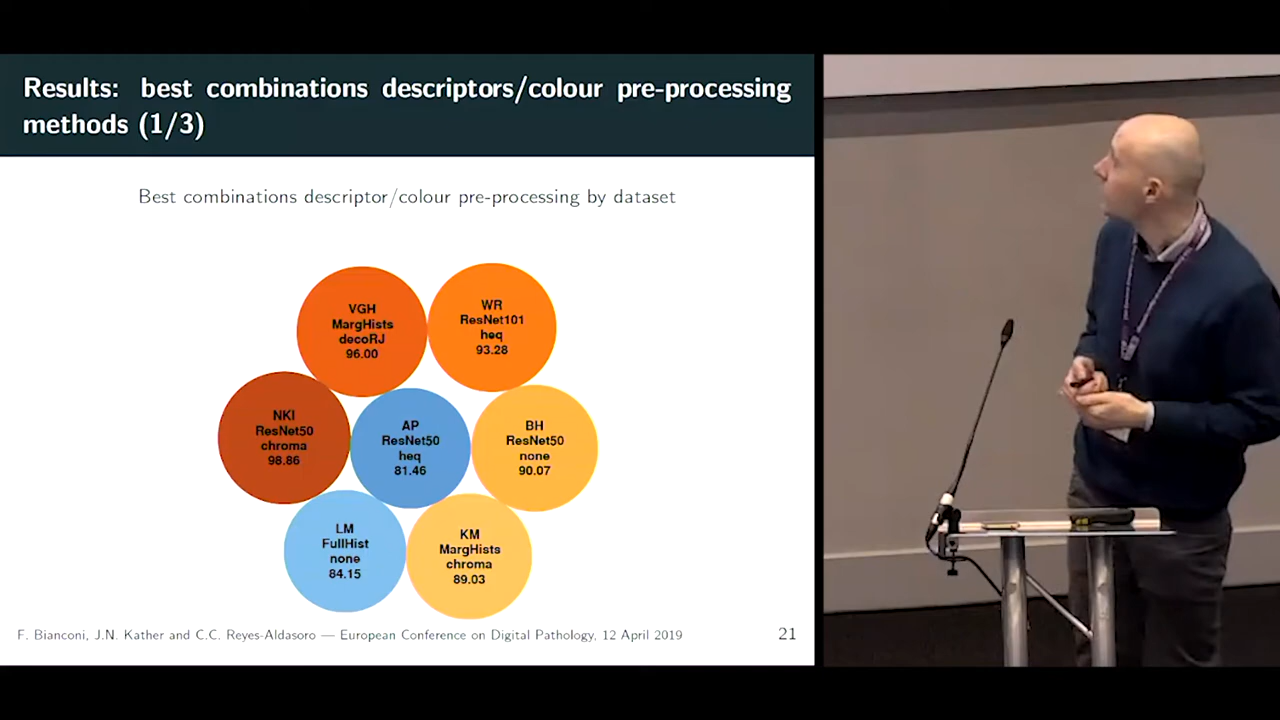 Results: best combinations descriptors/colour pre-processing
methods (1/3)
Best combinations descriptor/colour pre-processing by dataset
VGH
MargHists
decoRJ
96.00
WR
ResNet101
heq
93.28
NKI
ResNet50
chroma
98.86
AP
ResNet50
heq
81.46
BH
ResNet50
none
90.07
LM
FullHist
none
84.15
KM
MargHists
chroma
89.03
F. Bianconi, J.N. Kather and C.C. Reyes-Aldasoro — European Conference on Digital Pathology, 12 April 2019
21